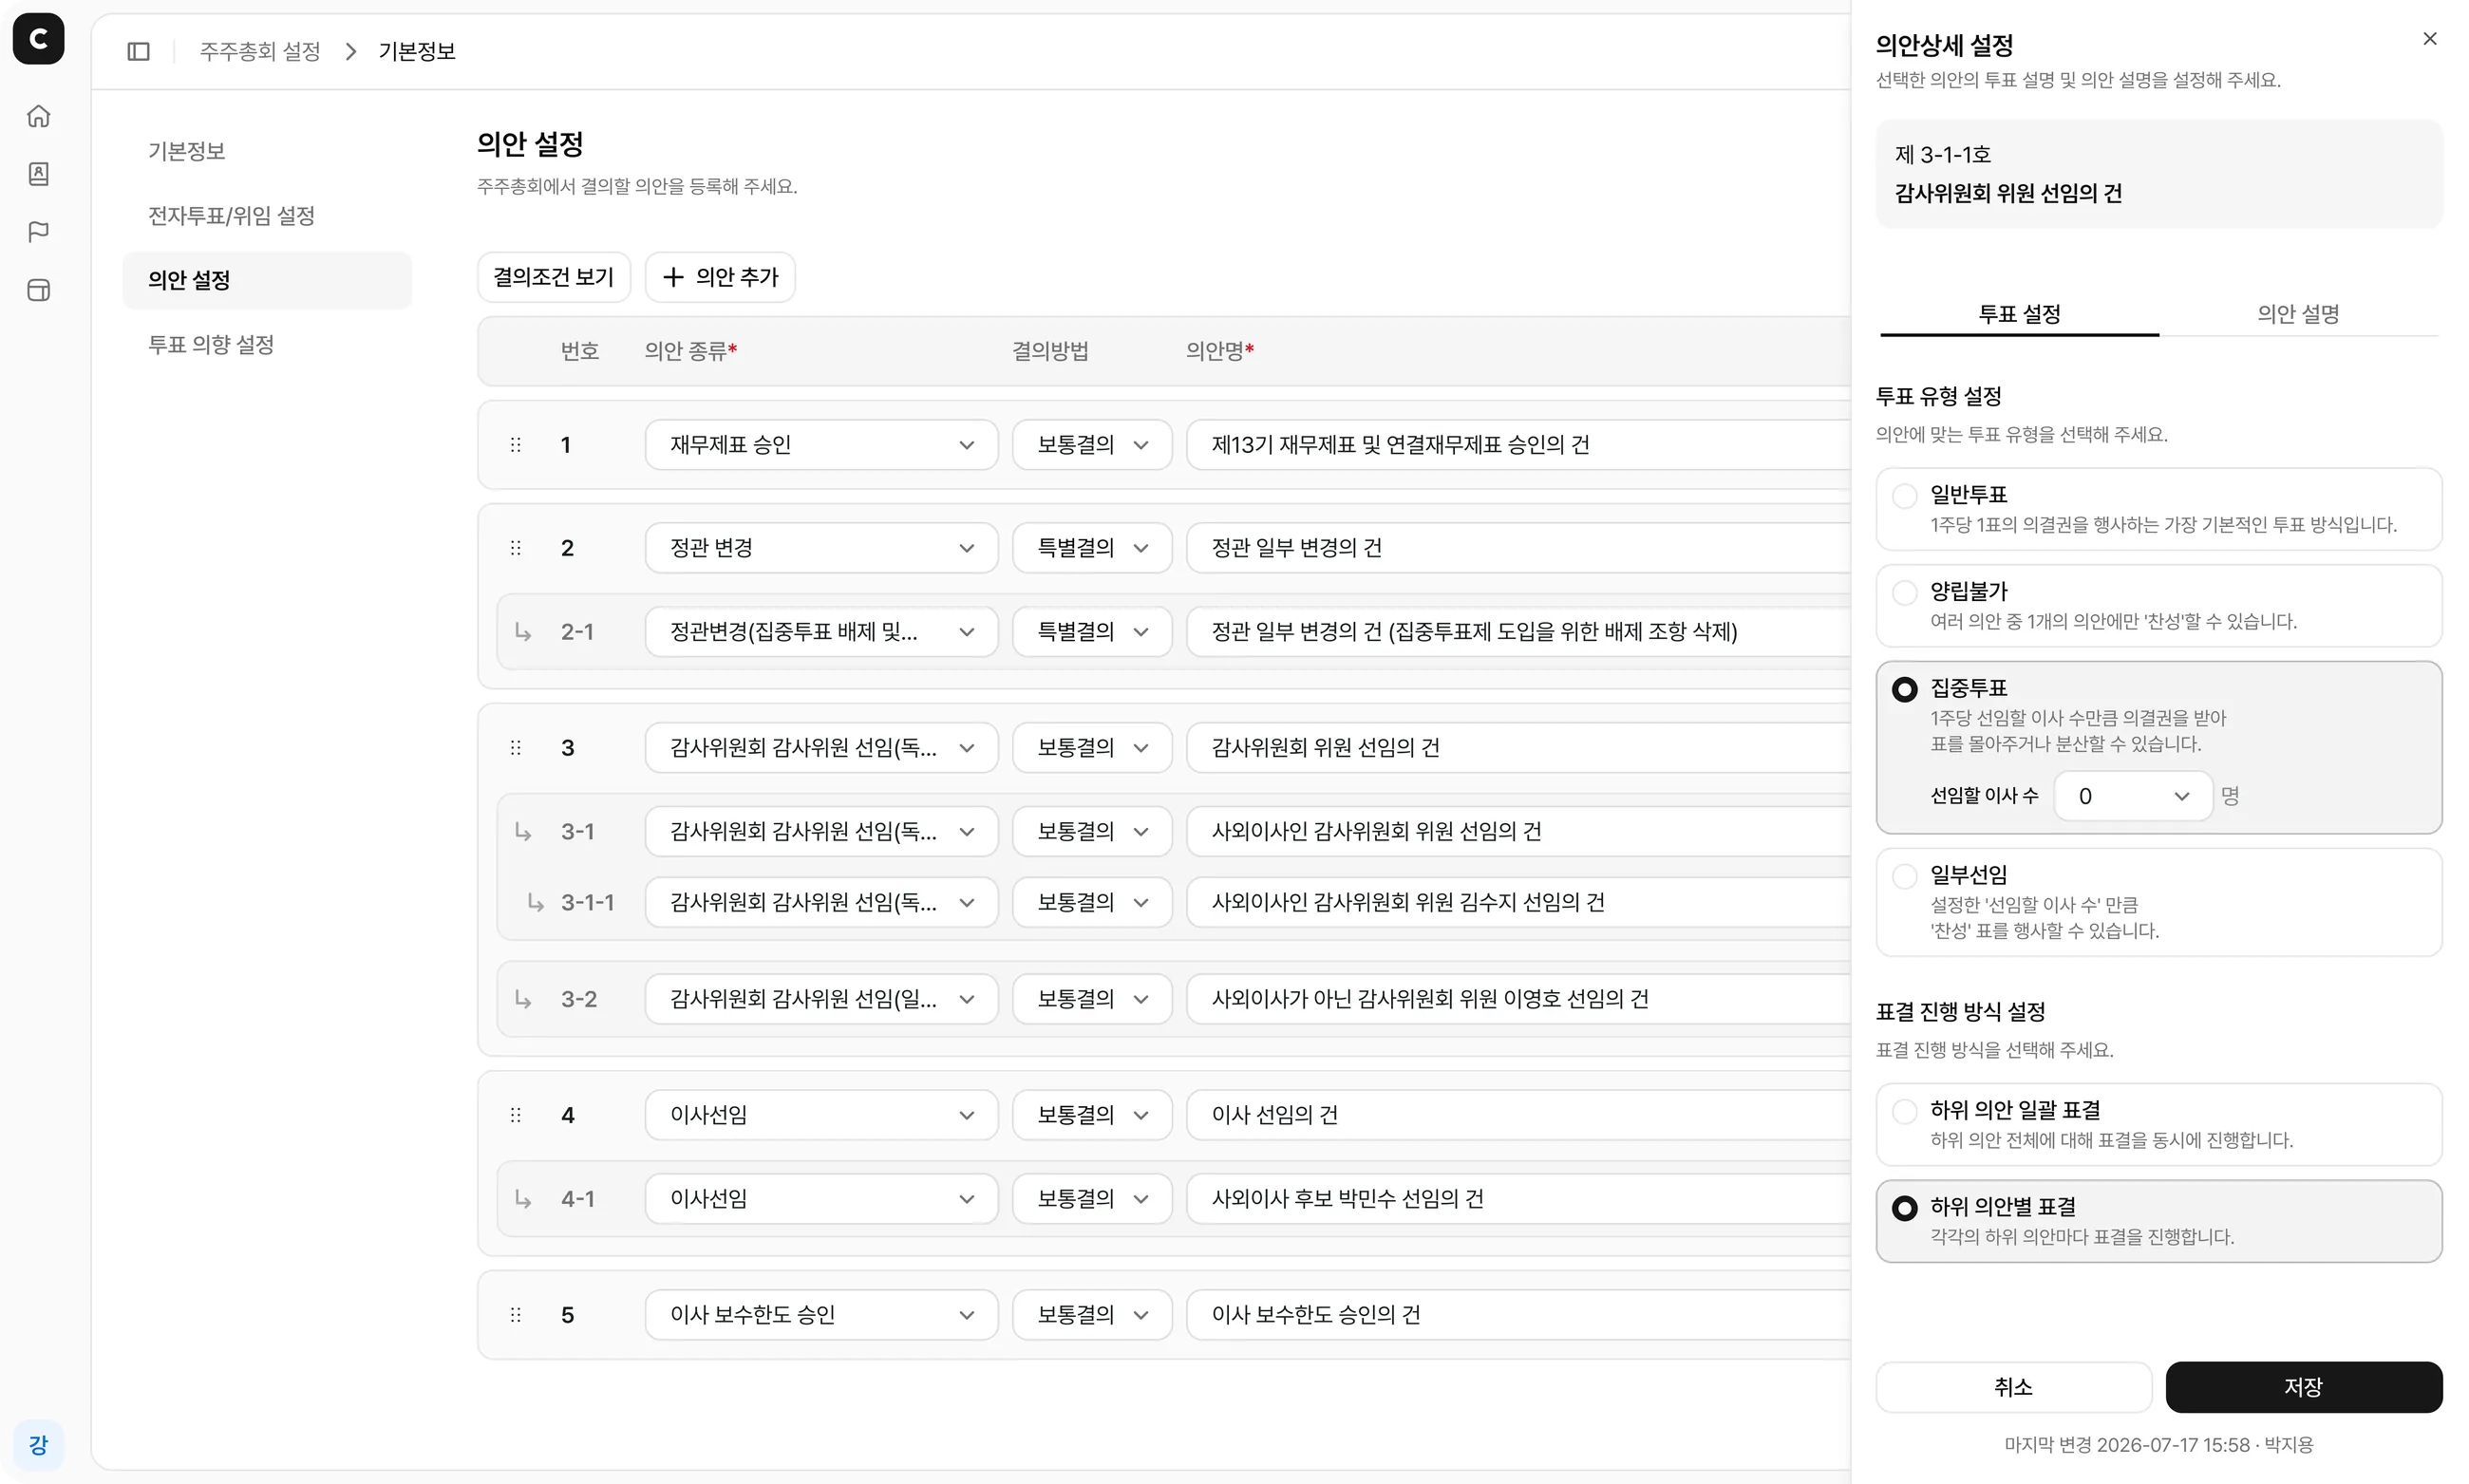 C
주주총회 설정 > 기본정보
기본정보
전자투표/위임 설정
의안 설정
투표 의향 설정
강
의안 설정
주주총회에서 결의할 의안을 등록해 주세요.
결의조건 보기 + 의안 추가
번호 의안 종류* 결의방법 의안명*
1 재무제표 승인 보통결의 제13기 재무제표 및 연결재무제표 승인의 건
2 정관 변경 특별결의 정관 일부 변경의 건
2-1 정관변경(집중투표 배제 및... 특별결의 정관 일부 변경의 건 (집중투표제 도입을 위한 배제 조항 삭제)
3 감사위원회 감사위원 선임(독... 보통결의 감사위원회 위원 선임의 건
3-1 감사위원회 감사위원 선임(독... 보통결의 사외이사인 감사위원회 위원 선임의 건
3-1-1 감사위원회 감사위원 선임(독... 보통결의 사외이사인 감사위원회 위원 김수지 선임의 건
3-2 감사위원회 감사위원 선임(일... 보통결의 사외이사가 아닌 감사위원회 위원 이영호 선임의 건
4 이사선임 보통결의 이사 선임의 건
4-1 이사선임 보통결의 사외이사 후보 박민수 선임의 건
5 이사 보수한도 승인 보통결의 이사 보수한도 승인의 건
의안상세 설정
선택한 의안의 투표 설명 및 의안 설명을 설정해 주세요.
제 3-1-1호
감사위원회 위원 선임의 건
투표 설정 의안 설명
투표 유형 설정
의안에 맞는 투표 유형을 선택해 주세요.
일반투표
1주당 1표의 의결권을 행사하는 가장 기본적인 투표 방식입니다.
양립불가
여러 의안 중 1개의 의안에만 '찬성'할 수 있습니다.
집중투표
1주당 선임할 이사 수만큼 의결권을 받아
표를 몰아주거나 분산할 수 있습니다.
선임할 이사 수 0 명
일부선임
설정한 '선임할 이사 수' 만큼
'찬성' 표를 행사할 수 있습니다.
표결 진행 방식 설정
표결 진행 방식을 선택해 주세요.
하위 의안 일괄 표결
하위 의안 전체에 대해 표결을 동시에 진행합니다.
하위 의안별 표결
각각의 하위 의안마다 표결을 진행합니다.
취소 저장
마지막 변경 2026-07-17 15:58 · 박지용